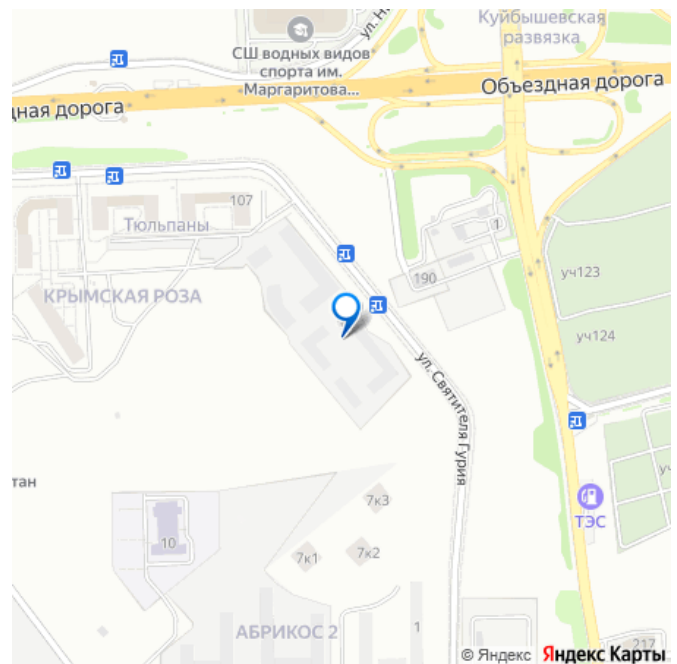 Куйбышевская
развязка
ул. Н
СШ водных видов
спорта им.
Маргаритова...
Объездная дорога
дная дорога
107
Тюльпаны
1
190
уч123
КРЫМСКАЯ РОЗА
уч124
ул. Святителя Гурия
тан
7к3
ТЭС
10
7к1
7к2
АБРИКОС 2
1
217
© Яндекс Яндекс Карты